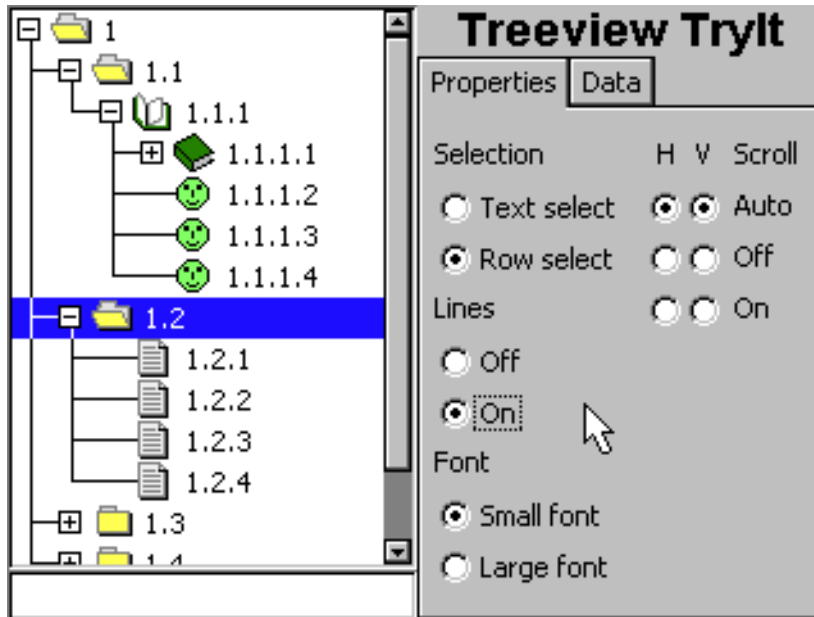 1
1.1
1.1.1
1.1.1.1
1.1.1.2
1.1.1.3
1.1.1.4
1.2
1.2.1
1.2.2
1.2.3
1.2.4
1.3
1.4
Treeview TryIt
Properties Data
Selection H V Scroll
Text select Auto
Row select Off
Lines On
Off
On
Font
Small font
Large font